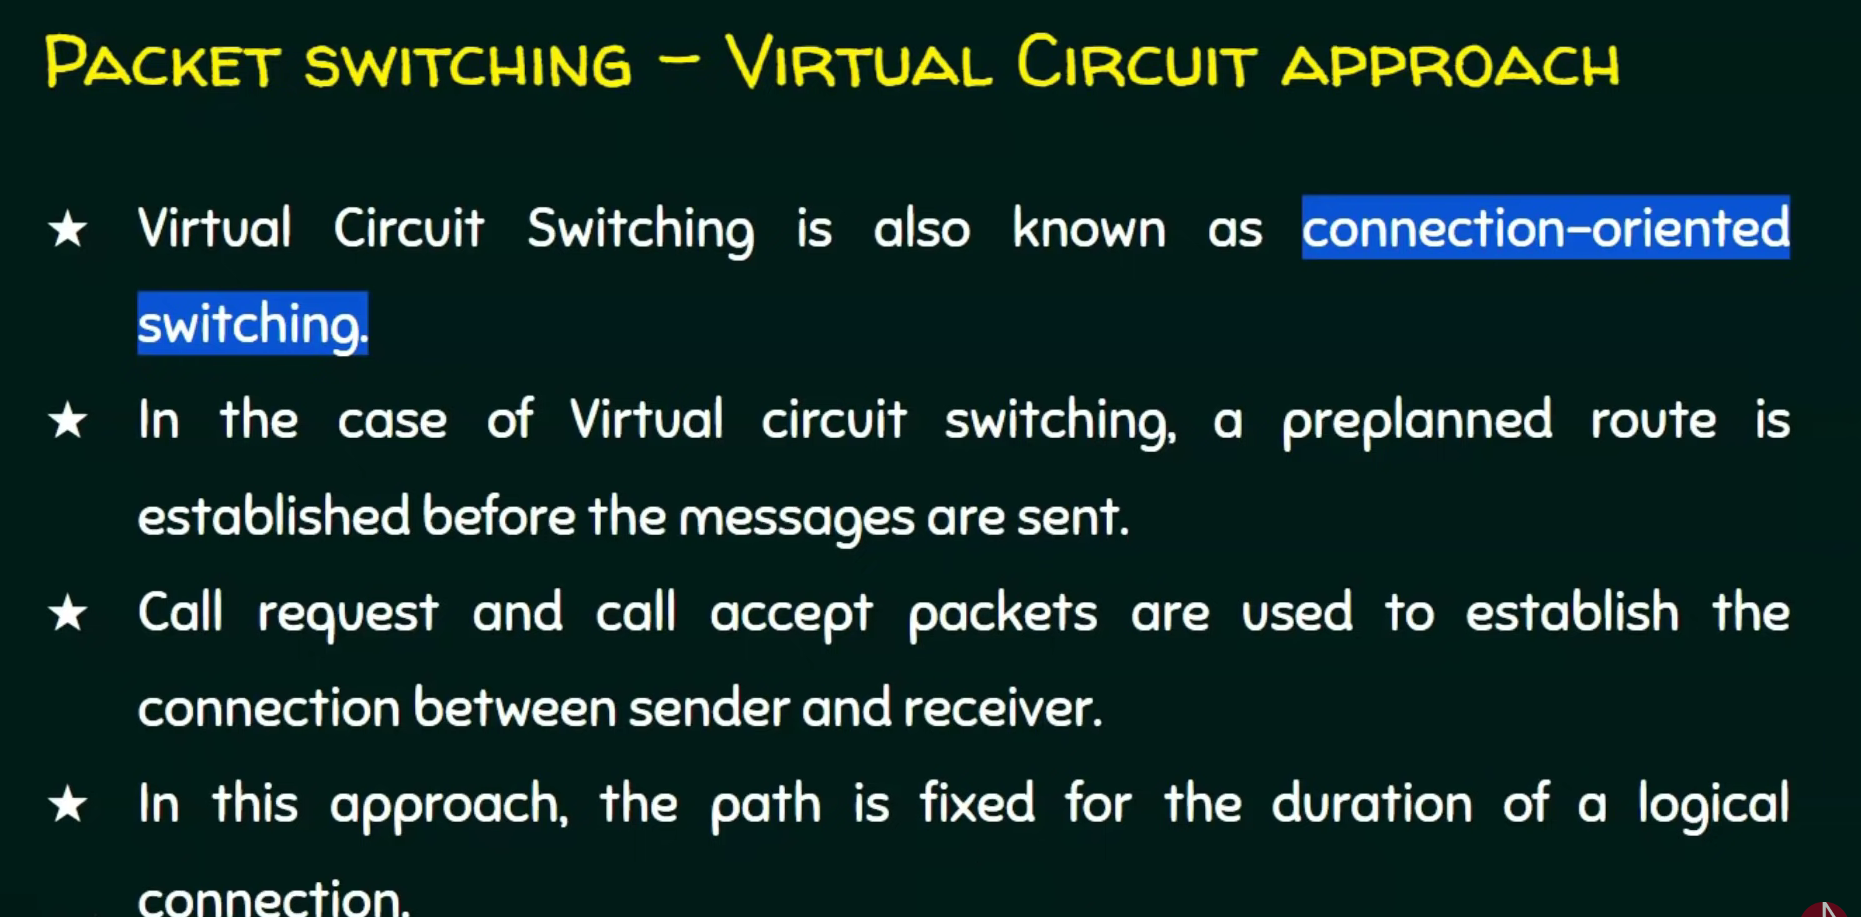 PACKET SWITCHING – VIRTUAL CIRCUIT APPROACH
★ Virtual Circuit Switching is also known as connection-oriented
switching.
★ In the case of Virtual circuit switching, a preplanned route is
established before the messages are sent.
★ Call request and call accept packets are used to establish the
connection between sender and receiver.
★ In this approach, the path is fixed for the duration of a logical
connection.